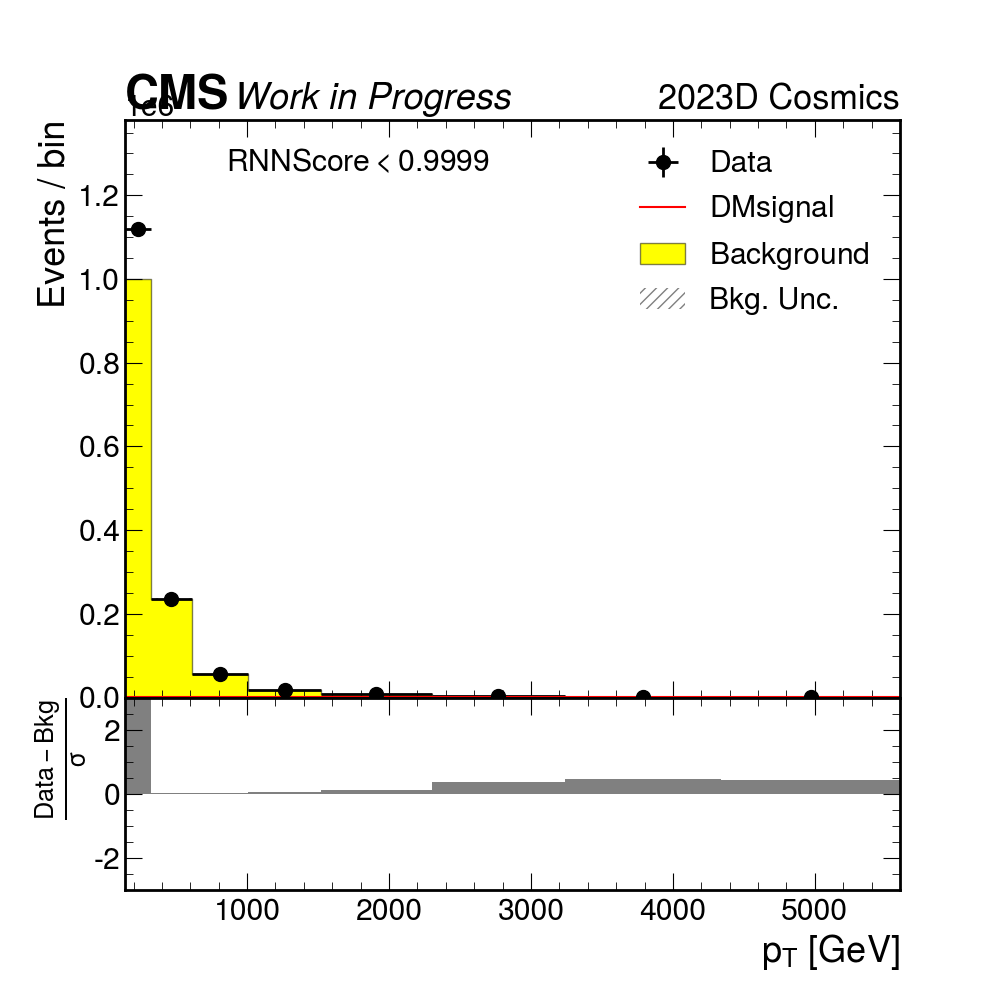 CMS Work in Progress
2023D Cosmics
1e6
Events / bin
RNNScore < 0.9999
Data
DMsignal
Background
Bkg. Unc.
1.2
1.0
0.8
0.6
0.4
0.2
0.0
Data – Bkg
σ
2
0
-2
1000 2000 3000 4000 5000
pT [GeV]